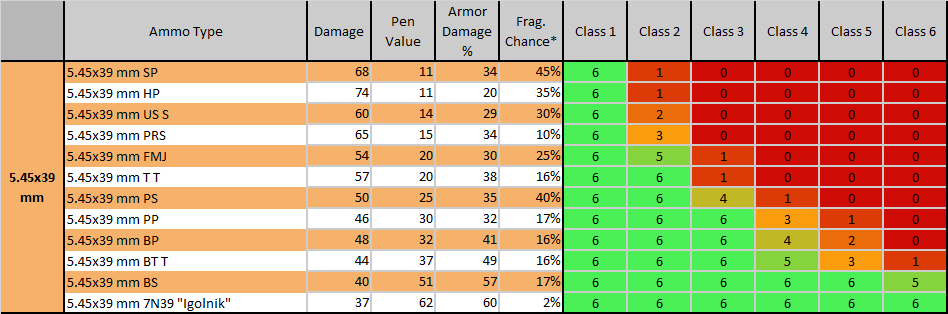 Ammo Type Damage Pen Value Armor Damage % Frag. Chance* Class 1 Class 2 Class 3 Class 4 Class 5 Class 6
5.45x39 mm
5.45x39 mm SP 68 11 34 45% 6 1 0 0 0 0
5.45x39 mm HP 74 11 20 35% 6 1 0 0 0 0
5.45x39 mm US S 60 14 29 30% 6 2 0 0 0 0
5.45x39 mm PRS 65 15 34 10% 6 3 0 0 0 0
5.45x39 mm FMJ 54 20 30 25% 6 5 1 0 0 0
5.45x39 mm T T 57 20 38 16% 6 6 1 0 0 0
5.45x39 mm PS 50 25 35 40% 6 6 4 1 0 0
5.45x39 mm PP 46 30 32 17% 6 6 6 3 1 0
5.45x39 mm BP 48 32 41 16% 6 6 6 4 2 0
5.45x39 mm BT T 44 37 49 16% 6 6 6 5 3 1
5.45x39 mm BS 40 51 57 17% 6 6 6 6 6 5
5.45x39 mm 7N39 "Igolnik" 37 62 60 2% 6 6 6 6 6 6